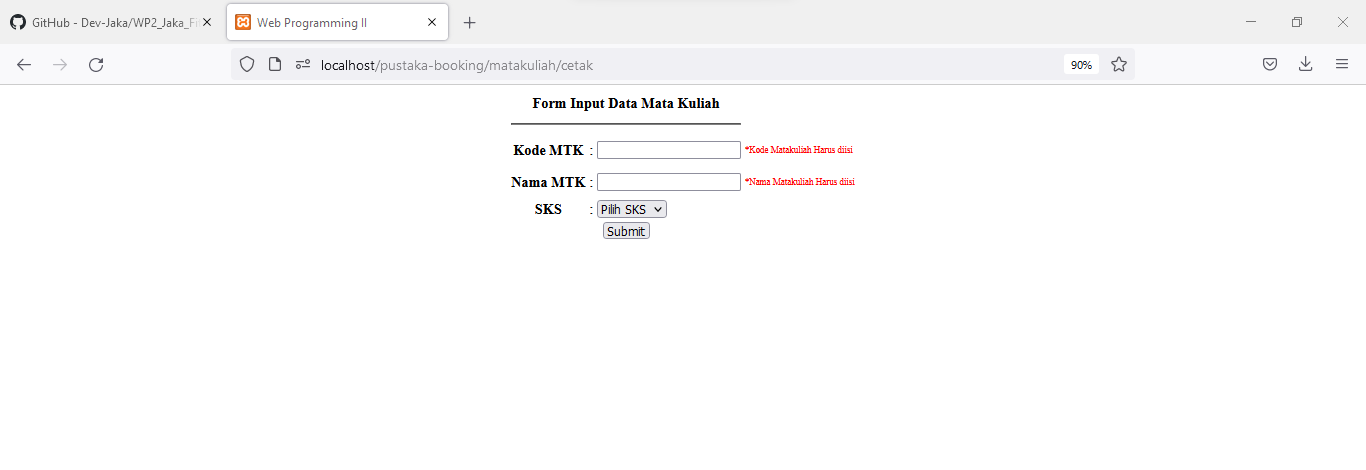 GitHub - Dev-Jaka/WP2_Jaka_Fi
Web Programming II
localhost/pustaka-booking/matakuliah/cetak
90%
Form Input Data Mata Kuliah
Kode MTK : *Kode Matakuliah Harus diisi
Nama MTK : *Nama Matakuliah Harus diisi
SKS : Pilih SKS
Submit